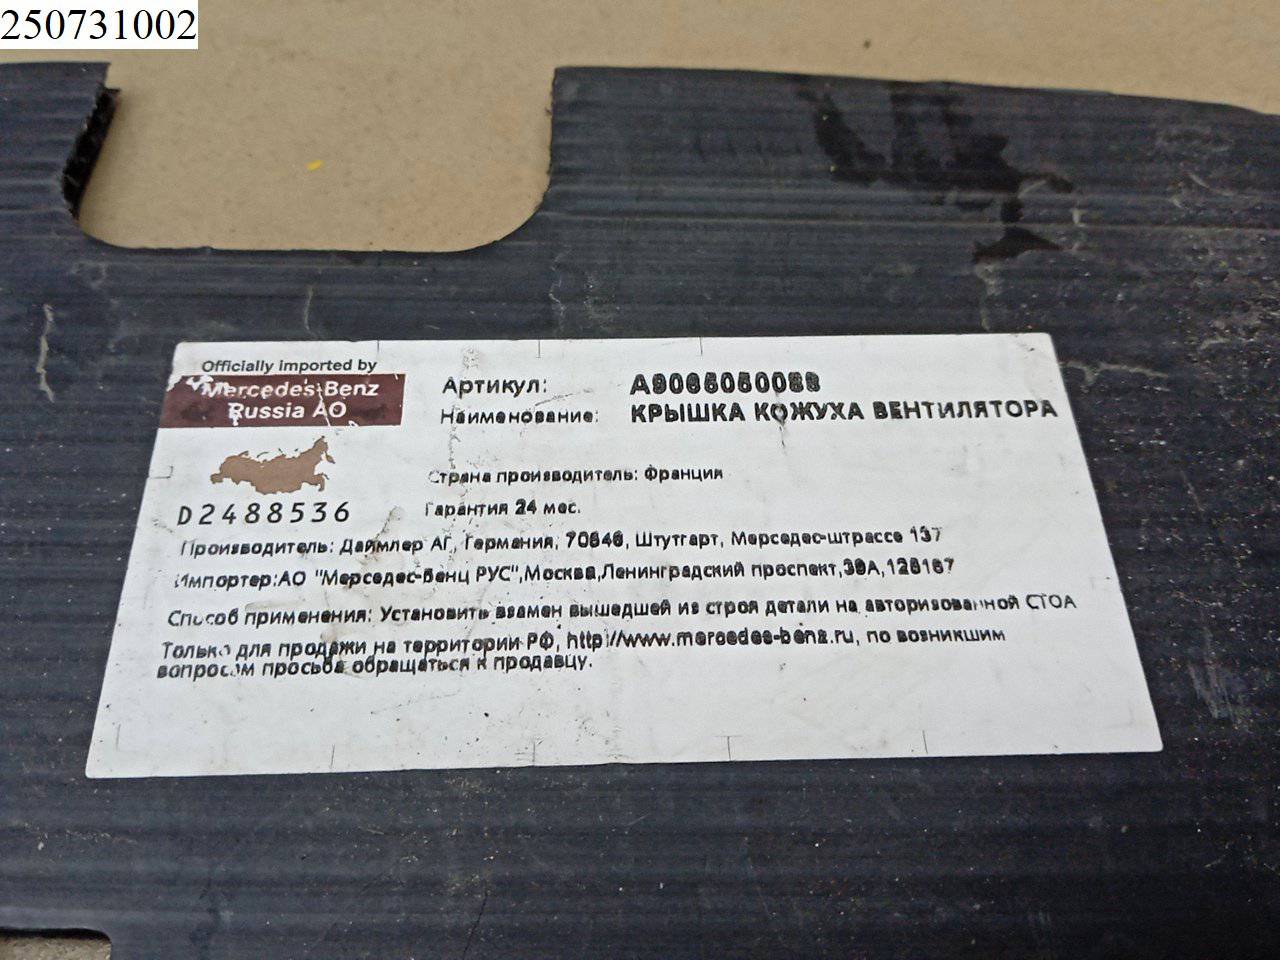 250731002
Officially imported by
Mercedes-Benz
Russia AO
Артикул:
Наименование: КРЫШКА КОЖУХА ВЕНТИЛЯТОРА
Страна производитель: Франция
D2488536
Гарантия 24 мес.
Производитель: Даймлер АГ, Германия, 70546, Штутгарт, Мерседес-штрассе 137
Импортер:АО "Мерседес-Бенц РУС",Москва,Ленинградский проспект,39А,125167
Способ применения: Установить взамен вышедшей из строя детали на авторизованной СТОА
Только для продажи на территории РФ, http://www.mercedes-benz.ru, по возникшим
вопросам просьба обращаться к продавцу.